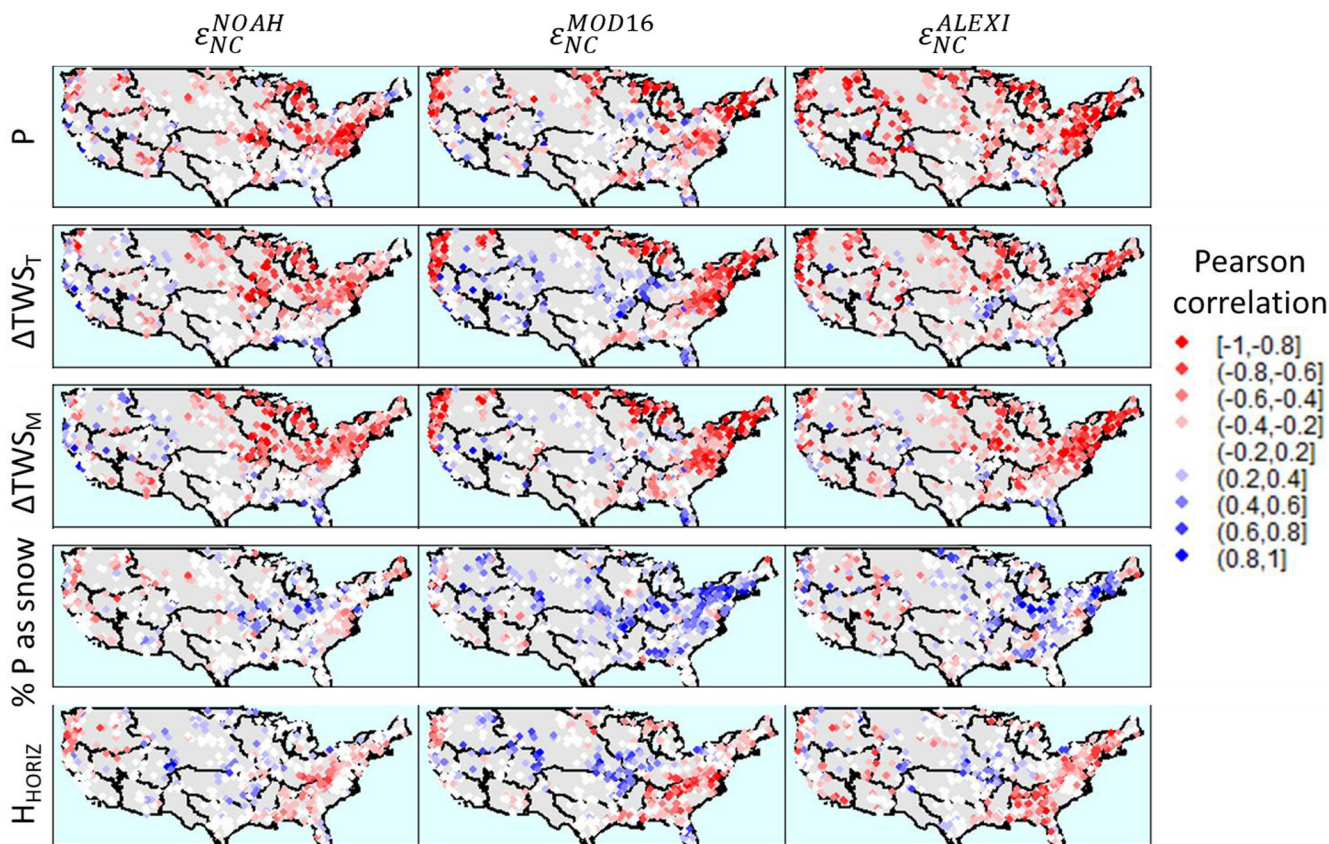 ε_NC^NOAH ε_NC^MOD16 ε_NC^ALEXI
P
ΔTWS_T
ΔTWS_M
% P as snow
H_HORIZ
Pearson
correlation
[-1,-0.8]
(-0.8,-0.6]
(-0.6,-0.4]
(-0.4,-0.2]
(-0.2,0.2]
(0.2,0.4]
(0.4,0.6]
(0.6,0.8]
(0.8,1]